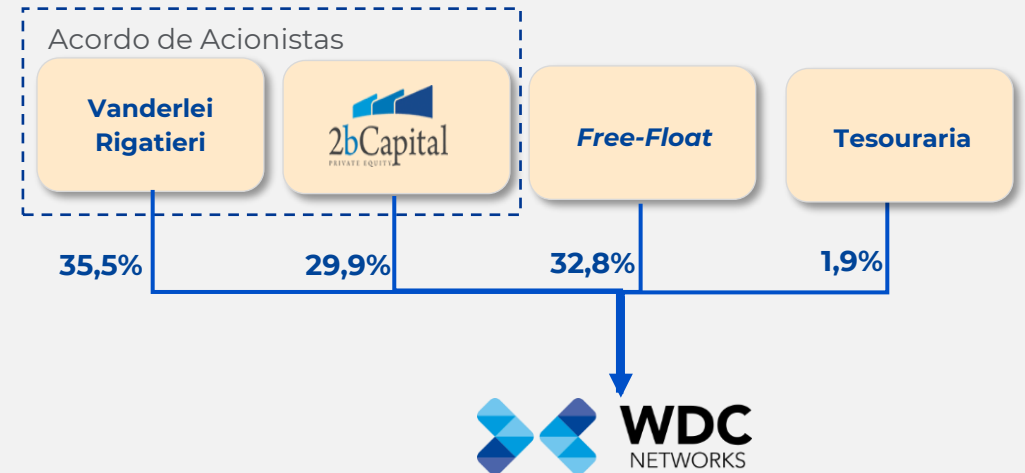 Acordo de Acionistas
Vanderlei
Rigatieri
2bCapital
PRIVATE EQUITY
Free-Float
Tesouraria
35,5%
29,9%
32,8%
1,9%
WDC
NETWORKS